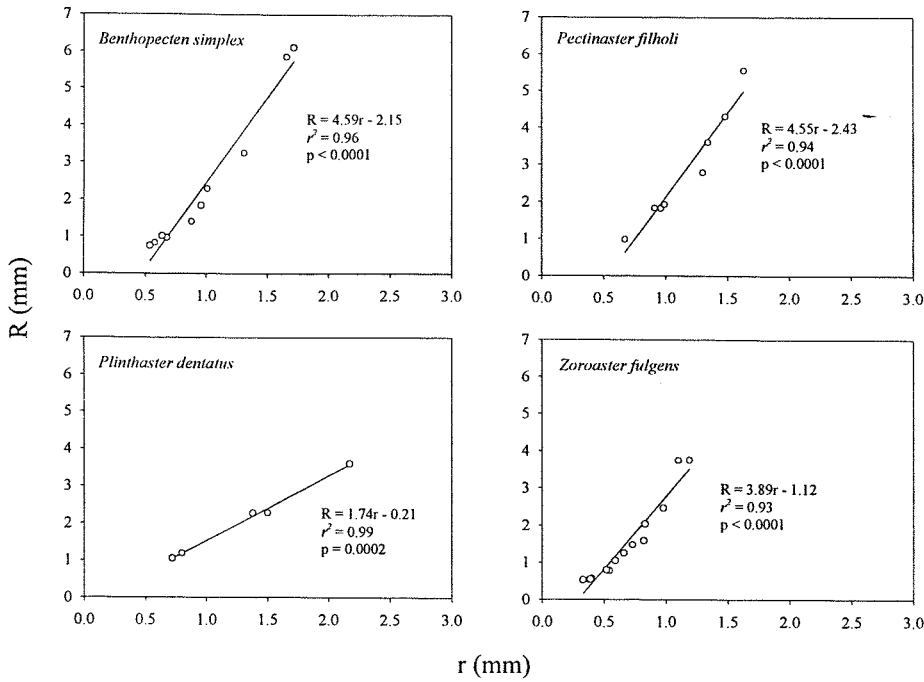 Benthopecten simplex
R = 4.59r - 2.15
r² = 0.96
p < 0.0001
7
6
5
4
3
2
1
0
0.0 0.5 1.0 1.5 2.0 2.5 3.0
Pectinaster filholi
R = 4.55r - 2.43
r² = 0.94
p < 0.0001
7
6
5
4
3
2
1
0
0.0 0.5 1.0 1.5 2.0 2.5 3.0
R (mm)
Plinthaster dentatus
R = 1.74r - 0.21
r² = 0.99
p = 0.0002
7
6
5
4
3
2
1
0
0.0 0.5 1.0 1.5 2.0 2.5 3.0
Zoroaster fulgens
R = 3.89r - 1.12
r² = 0.93
p < 0.0001
7
6
5
4
3
2
1
0
0.0 0.5 1.0 1.5 2.0 2.5 3.0
r (mm)